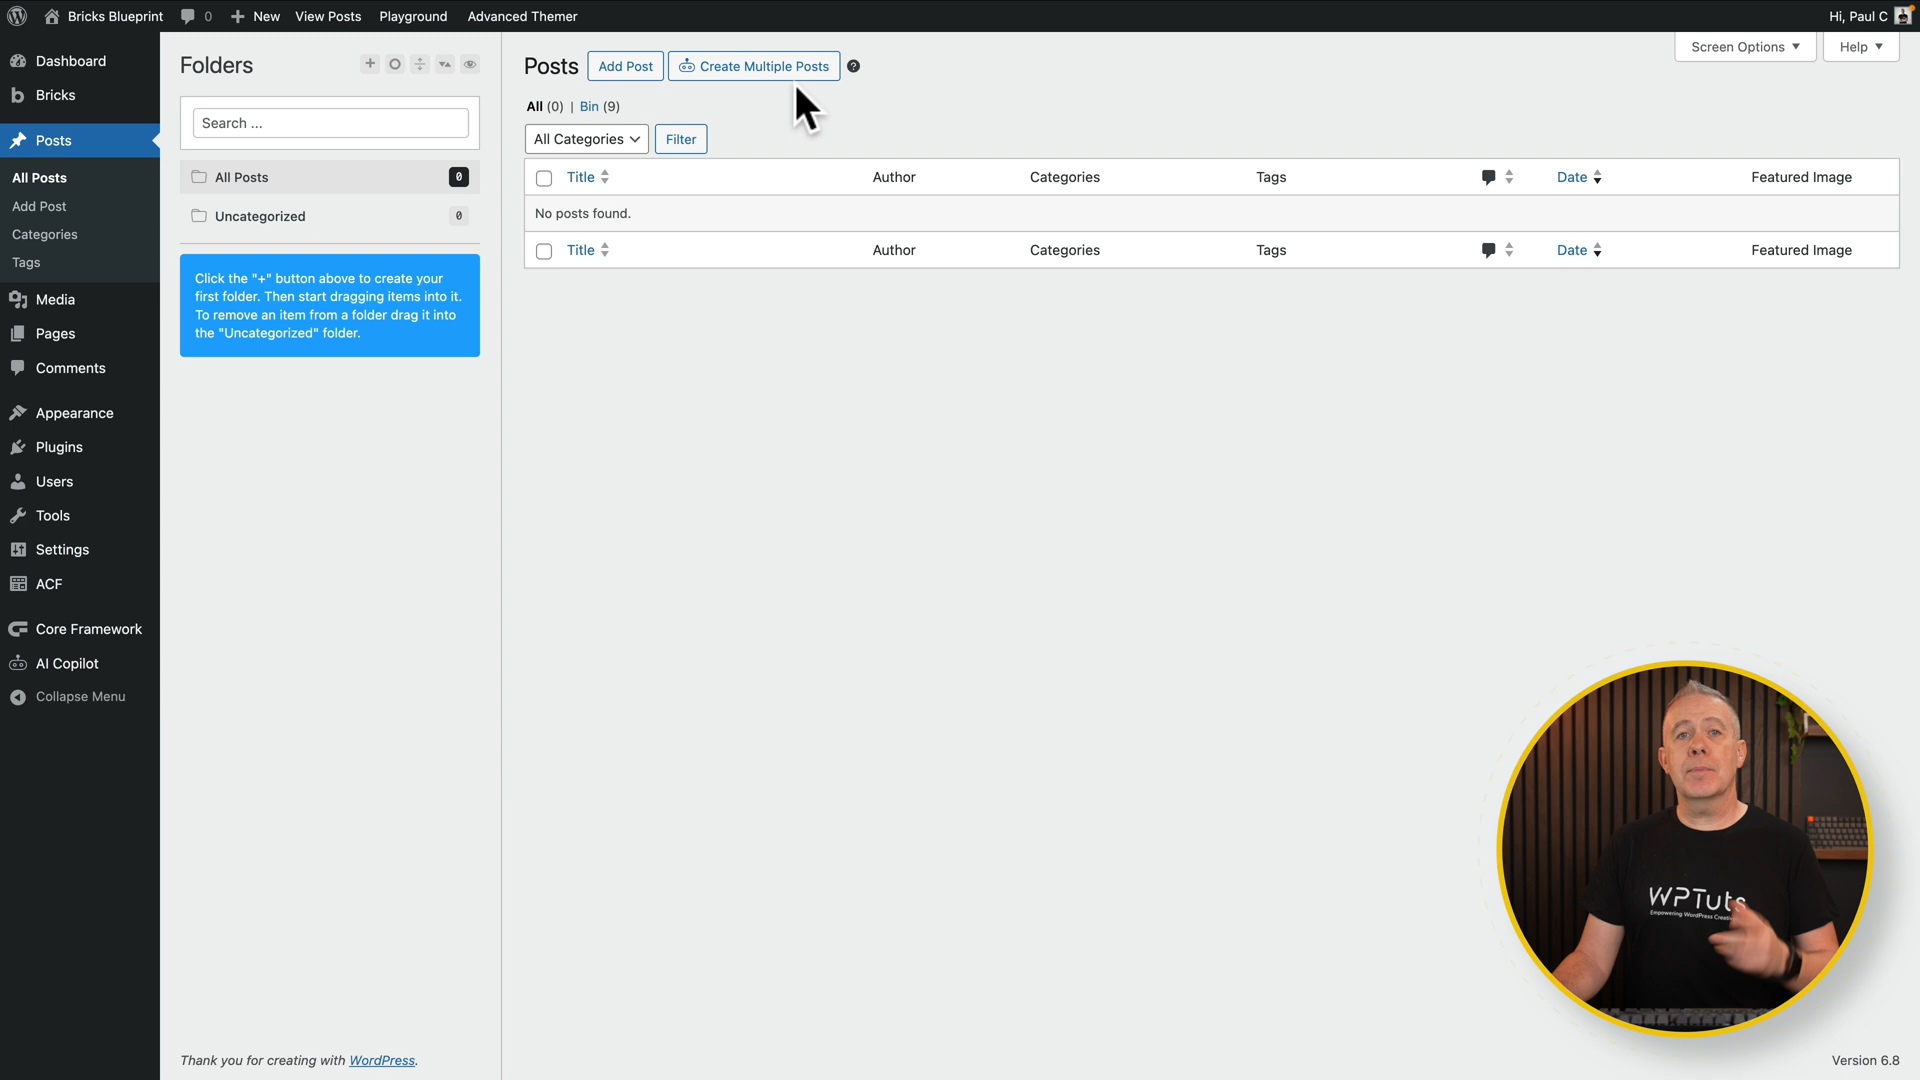 Bricks Blueprint 0 New View Posts Playground Advanced Themer Hi, Paul C
Dashboard
Bricks
Posts
All Posts
Add Post
Categories
Tags
Media
Pages
Comments
Appearance
Plugins
Users
Tools
Settings
ACF
Core Framework
AI Copilot
Collapse Menu
Folders
Search ...
All Posts 0
Uncategorized 0
Click the "+" button above to create your
first folder. Then start dragging items into it.
To remove an item from a folder drag it into
the "Uncategorized" folder.
Screen Options ▼ Help ▼
Posts Add Post Create Multiple Posts ?
All (0) | Bin (9)
All Categories Filter
Title Author Categories Tags Date Featured Image
No posts found.
Title Author Categories Tags Date Featured Image
WPTuts
Empowering WordPress
Thank you for creating with WordPress.
Version 6.8